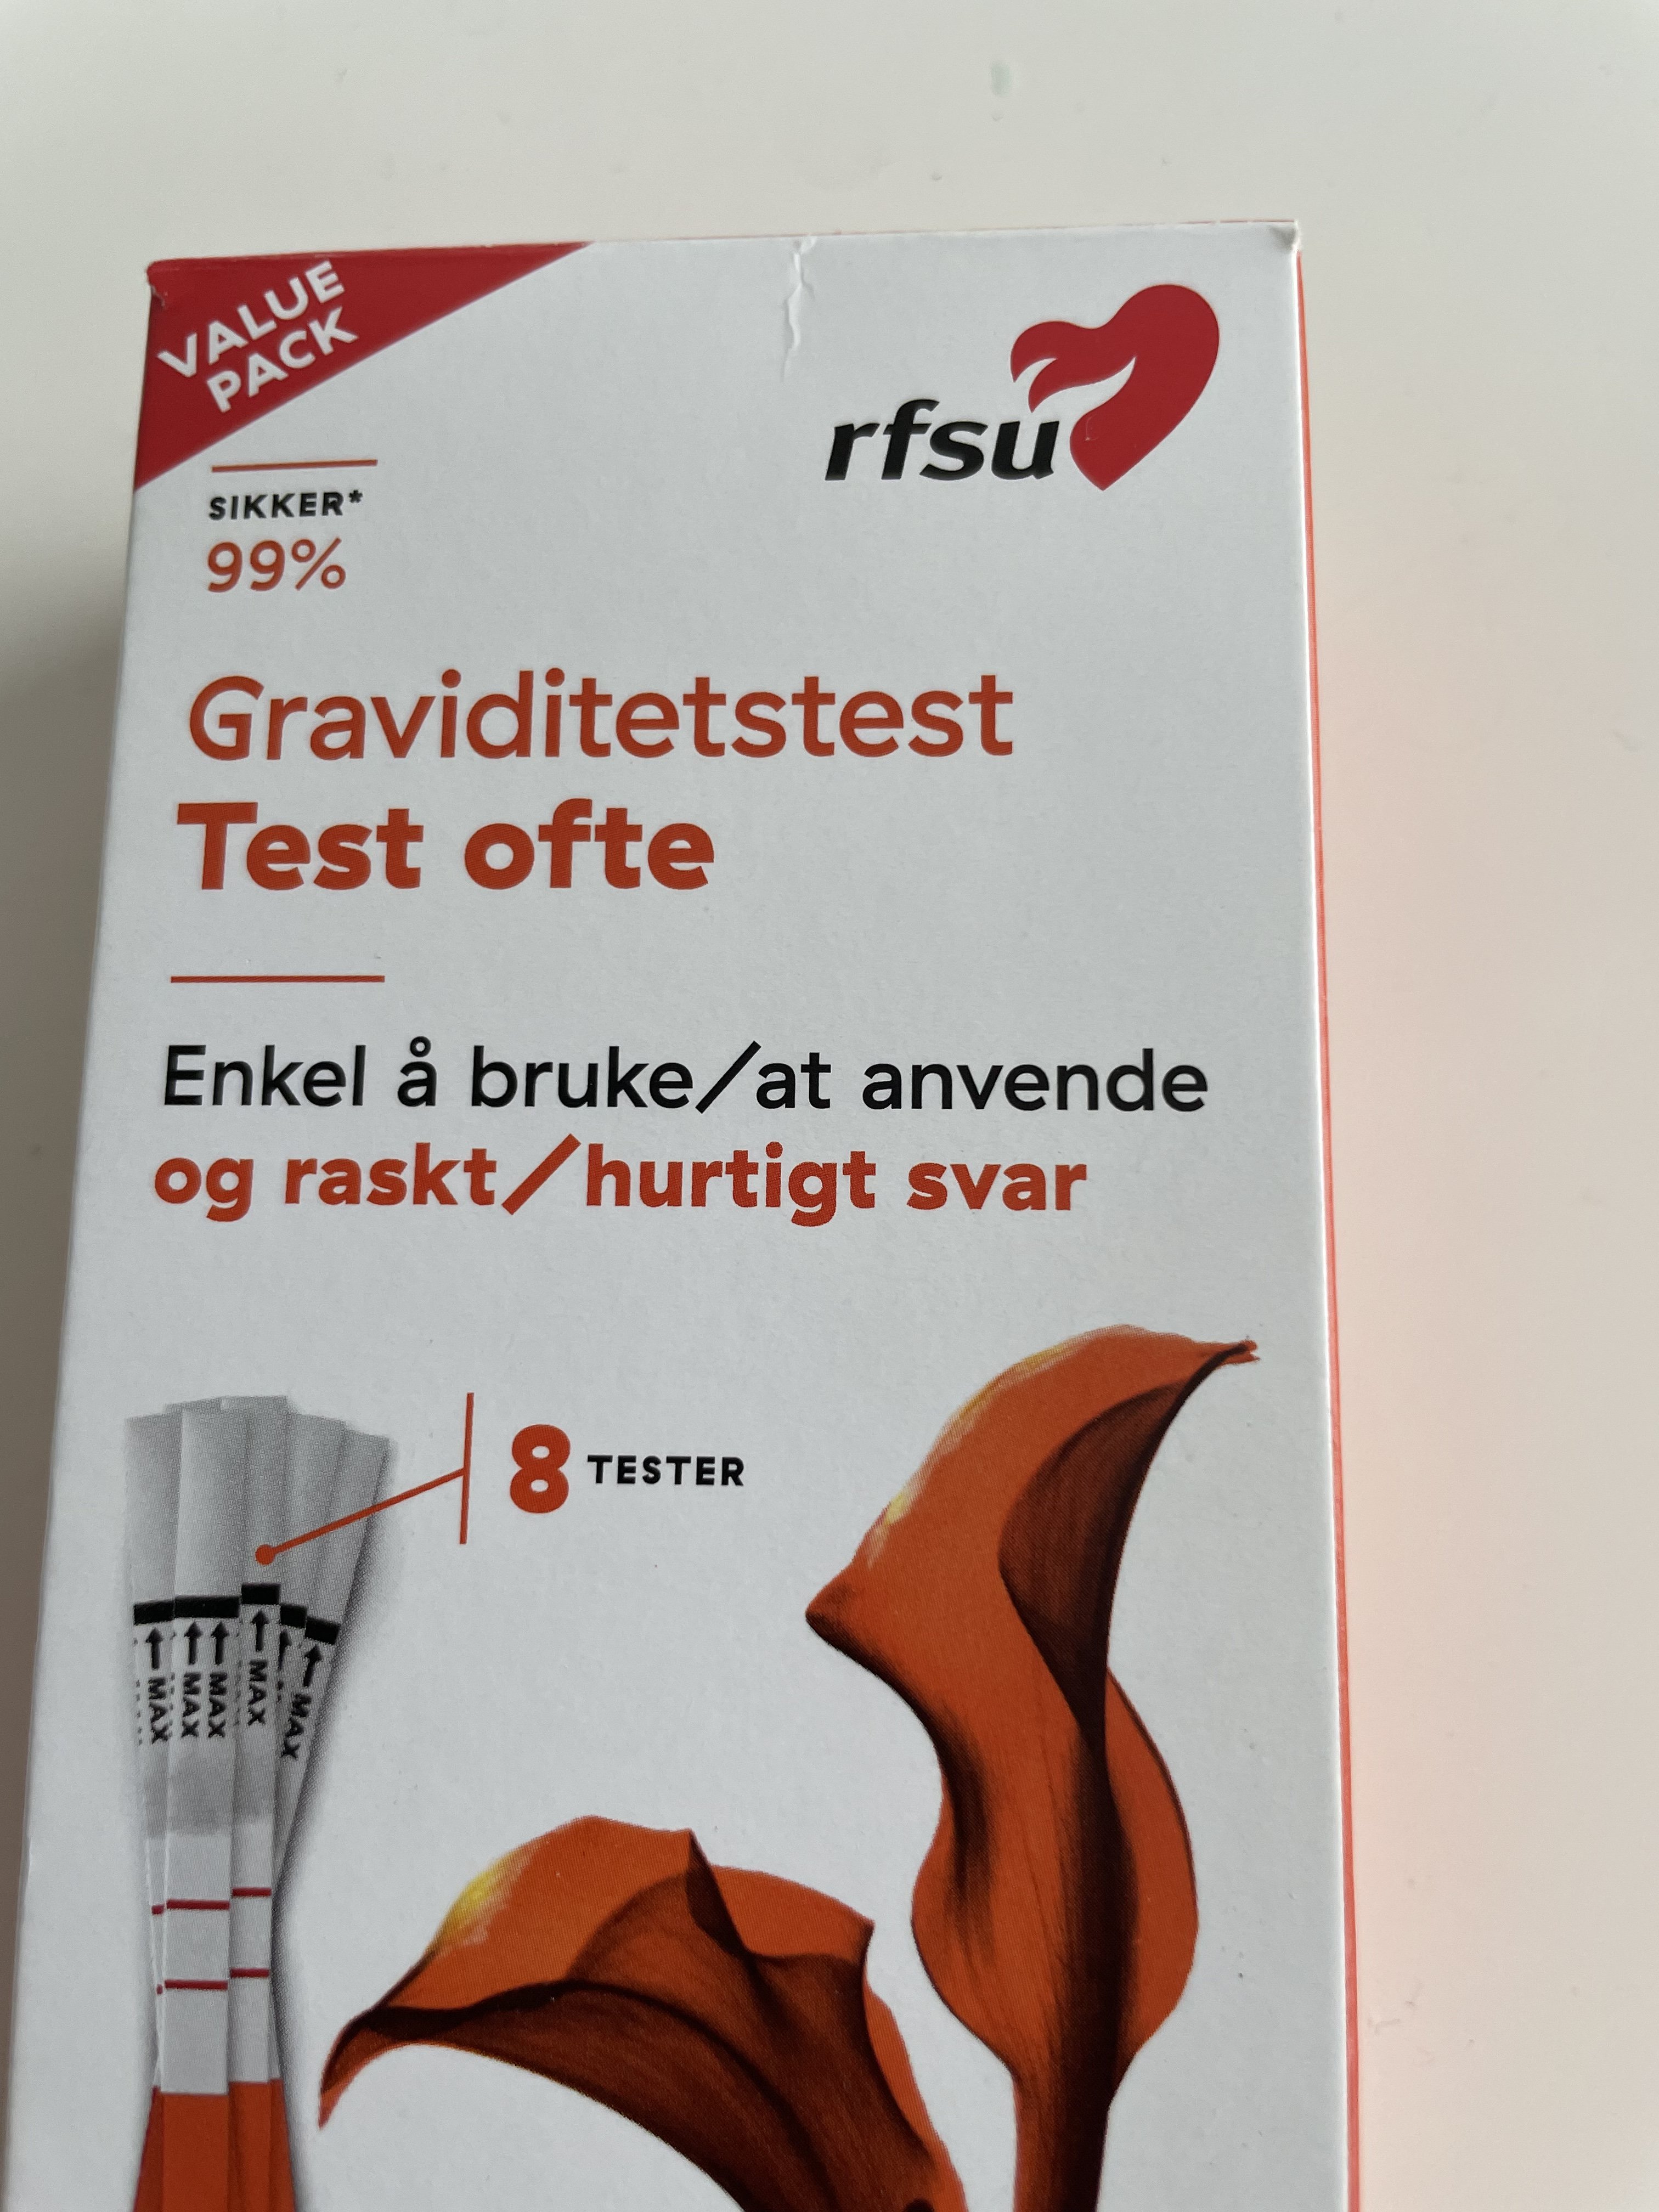 VALUE
PACK
rfsu
SIKKER*
99%
Graviditetstest
Test ofte
Enkel å bruke/at anvende
og raskt/hurtigt svar
8 TESTER
MAX
MAX
MAX
MAX
MAX